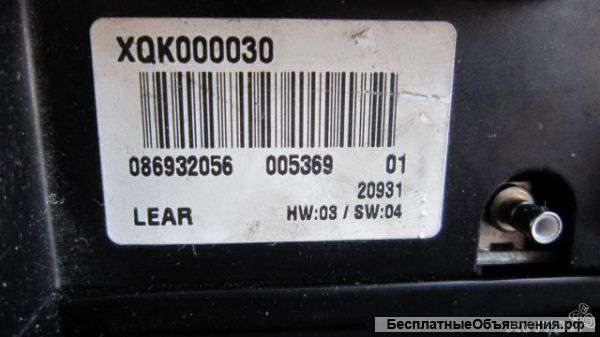 XQK000030
086932056 005369 01
20931
LEAR HW:03 / SW:04
БесплатныеОбъявления.рф